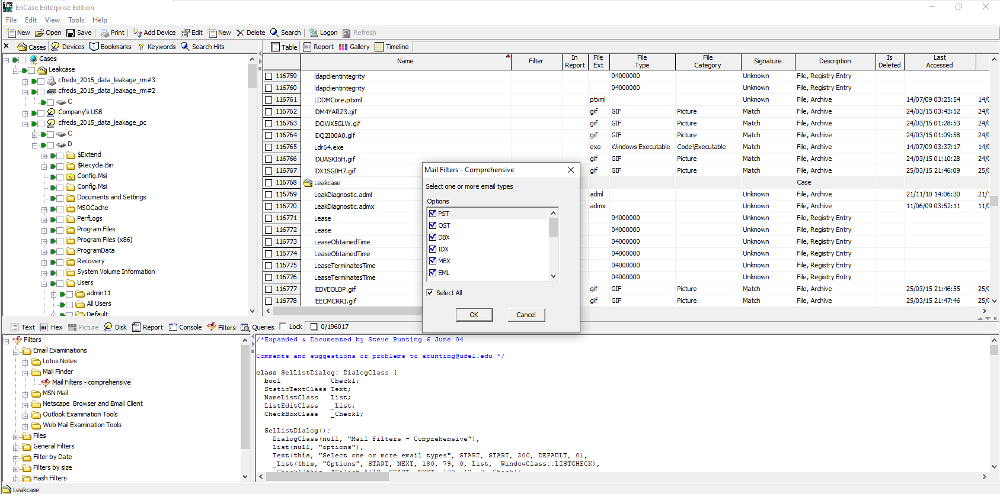 EnCase Enterprise Edition
File Edit View Tools Help
New Open Save Print Add Device Edit New Delete Search Logon Refresh
Cases Devices Bookmarks Keywords Search Hits
Table Report Gallery Timeline
Cases
Leakcase
cfreds_2015_data_leakage_rm#3
cfreds_2015_data_leakage_rm#2
C
Company's USB
cfreds_2015_data_leakage_pc
C
D
$Extend
$Recycle.Bin
Config.Msi
Config.Msi
Documents and Settings
MSOCache
PerfLogs
Program Files
Program Files (x86)
ProgramData
Recovery
System Volume Information
Users
admin11
All Users
Default
Name Filter In Report File Ext File Type File Category Signature Description Is Deleted Last Accessed
116759 ldapclientintegrity 04000000 Unknown File, Registry Entry
116760 ldapclientintegrity 04000000 Unknown File, Registry Entry
116761 LDDMCore.ptxml ptxml Unknown File, Archive 14/07/09 03:25:54 14/0
116762 lDM4YARZ3.gif gif GIF Picture Match File, Archive 24/03/15 03:43:52 24/0
116763 lDOWX5GLW.gif gif GIF Picture Match File, Archive 24/03/15 01:28:53 24/0
116764 lDQ2I00A0.gif gif GIF Picture Match File, Archive 24/03/15 01:09:58 24/0
116765 Ldr64.exe exe Windows Executable Code\Executable Match File, Archive 14/07/09 03:37:17 14/0
116766 lDUASKI5H.gif gif GIF Picture Match File, Archive 24/03/15 01:10:28 24/0
116767 lDX1SG0H7.gif gif GIF Picture Match File, Archive 25/03/15 21:46:09 24/0
116768 Leakcase Case
116769 LeakDiagnostic.adml adml Unknown File, Archive 21/11/10 14:06:30 21/1
116770 LeakDiagnostic.admx admx Unknown File, Archive 11/06/09 03:52:11 11/0
116771 Lease 04000000 Unknown File, Registry Entry
116772 Lease 04000000 Unknown File, Registry Entry
116773 LeaseObtainedTime 04000000 Unknown File, Registry Entry
116774 LeaseObtainedTime 04000000 Unknown File, Registry Entry
116775 LeaseTerminatesTime 04000000 Unknown File, Registry Entry
116776 LeaseTerminatesTime 04000000 Unknown File, Registry Entry
116777 lEDVEOLDP.gif gif GIF Picture Match File, Archive 25/03/15 21:46:55 25/0
116778 lEECMCRRI.gif gif GIF Picture Match File, Archive 25/03/15 21:47:46 25/0
Mail Filters - Comprehensive
Select one or more email types
Options
PST
OST
DBX
IDX
MBX
EML
Select All
OK Cancel
Text Hex Picture Disk Report Console Filters Queries Lock 0/196017
Filters
Email Examinations
Lotus Notes
Mail Finder
Mail Filters - comprehensive
MSN Mail
Netscape Browser and Email Client
Outlook Examination Tools
Web Mail Examination Tools
Files
General Filters
Filter by Date
Filters by size
Hash Filters
/*Expanded & Documented by Steve Bunting 6 June 04
Comments and suggestions or problems to sbunting@udel.edu */
class SelListDialog: DialogClass {
bool Check1;
StaticTextClass Text;
NameListClass List;
ListEditClass _List;
CheckBoxClass _Check1;
SelListDialog():
DialogClass(null, "Mail Filters - Comprehensive"),
List(null, "options"),
Text(this, "Select one or more email types", START, START, 200, DEFAULT, 0),
_List(this, "Options", START, NEXT, 180, 79, 0, List, WindowClass::LISTCHECK),
Leakcase